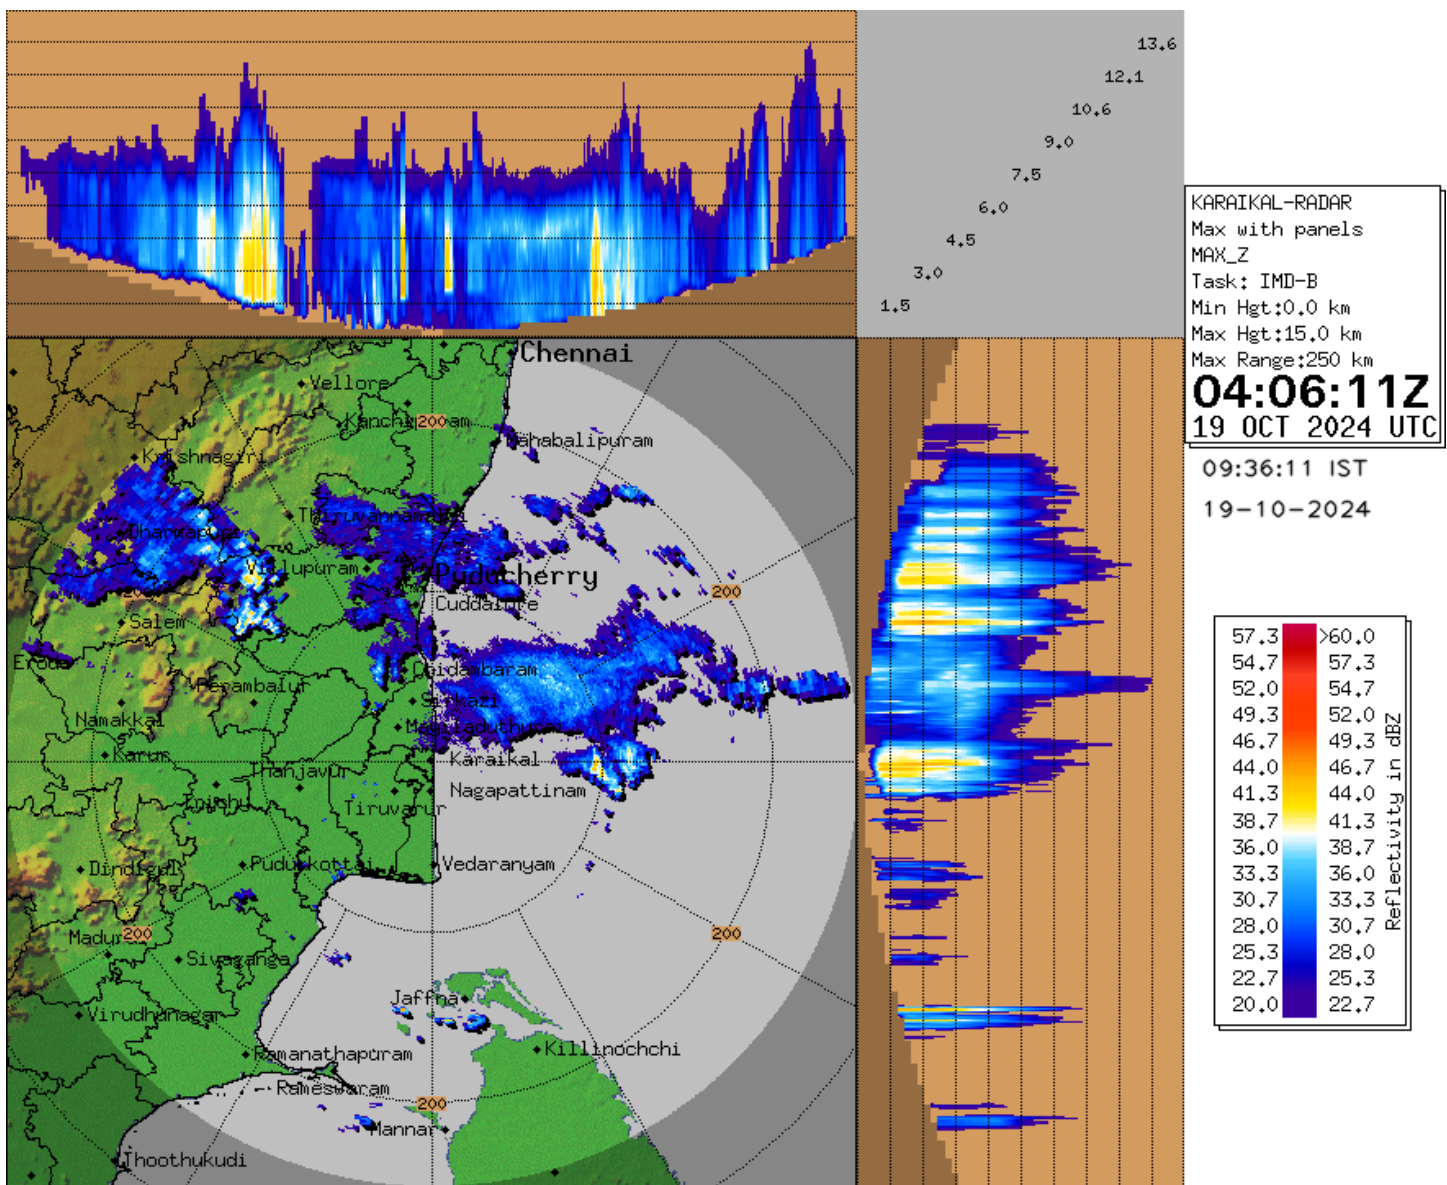 13.6
12.1
10.6
9.0
7.5
6.0
4.5
3.0
1.5
KARAIKAL-RADAR
Max with panels
MAX_Z
Task: IMD-B
Min Hgt:0.0 km
Max Hgt:15.0 km
Max Range:250 km
04:06:11Z
19 OCT 2024 UTC
09:36:11 IST
19-10-2024
Chennai
Vellore
200
Mahabalipuram
Krishnagiri
Dharmapuri
Villupuram
Puducherry
200
Cuddalore
Salem
Erode
Chidambaram
Perambalur
Sirkazi
Namakkal
Karur
Karaikal
Thanjavur
Nagapattinam
Tiruvarur
Dindigul
Pudukkottai
Vedaranyam
200
200
Sivaganga
Jaffna
Virudhunagar
Killinochchi
Ramanathapuram
Rameswaram
200
Mannar
Thoothukudi
57.3 >60.0
54.7 57.3
52.0 54.7
49.3 52.0
46.7 49.3
44.0 46.7
41.3 44.0
38.7 41.3
36.0 38.7
33.3 36.0
30.7 33.3
28.0 30.7
25.3 28.0
22.7 25.3
20.0 22.7
Reflectivity in dBZ